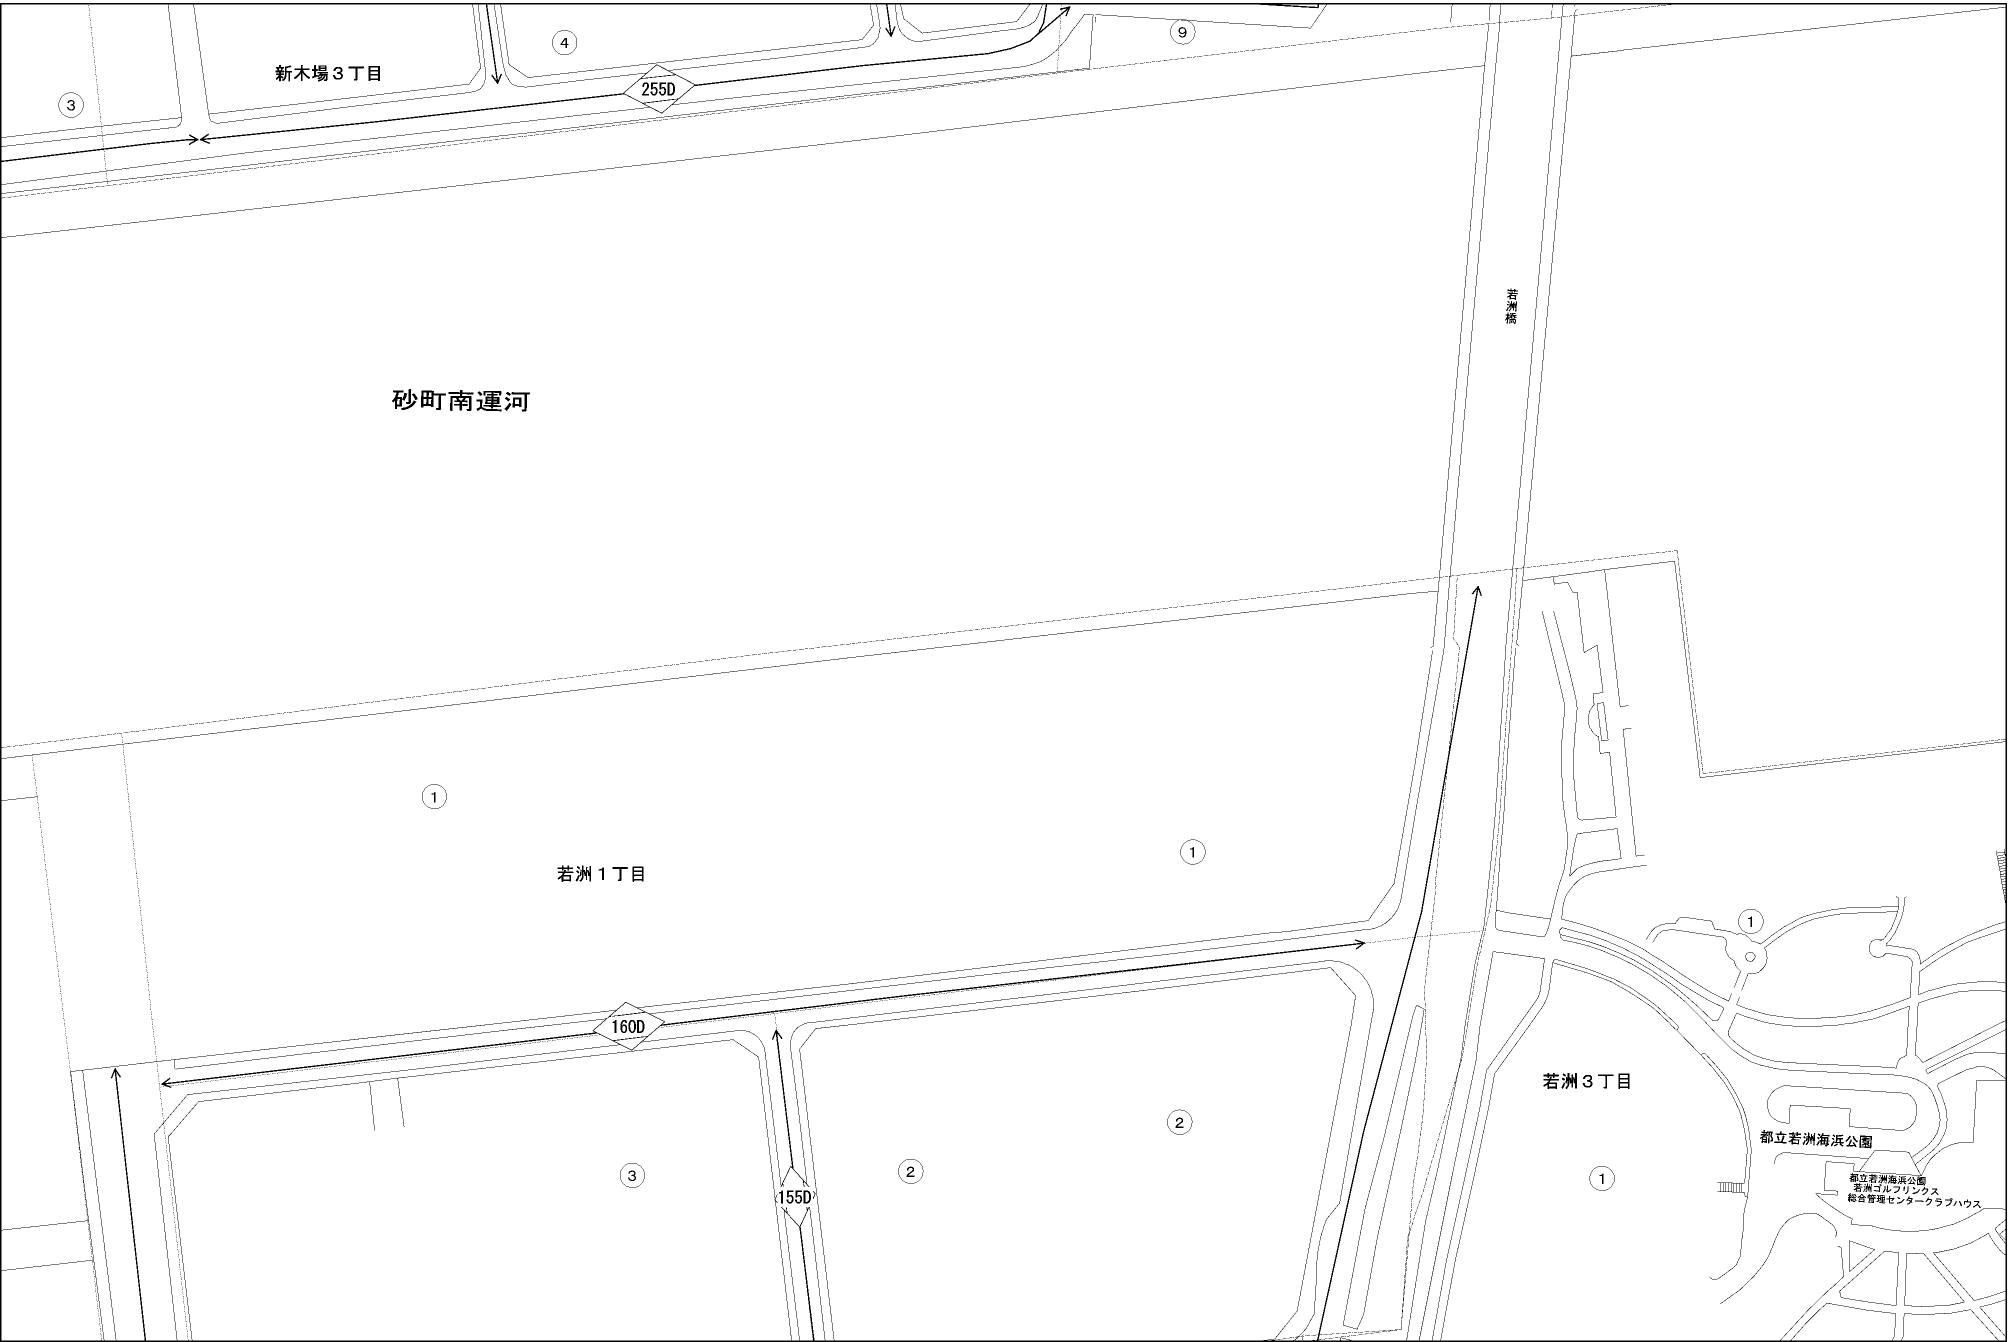 ④
⑨
新木場３丁目
255D
③
若洲橋
砂町南運河
①
①
若洲１丁目
①
160D
若洲３丁目
②
都立若洲海浜公園
③
②
①
155D
都立若洲海浜公園
若洲ゴルフリンクス
総合管理センタークラブハウス